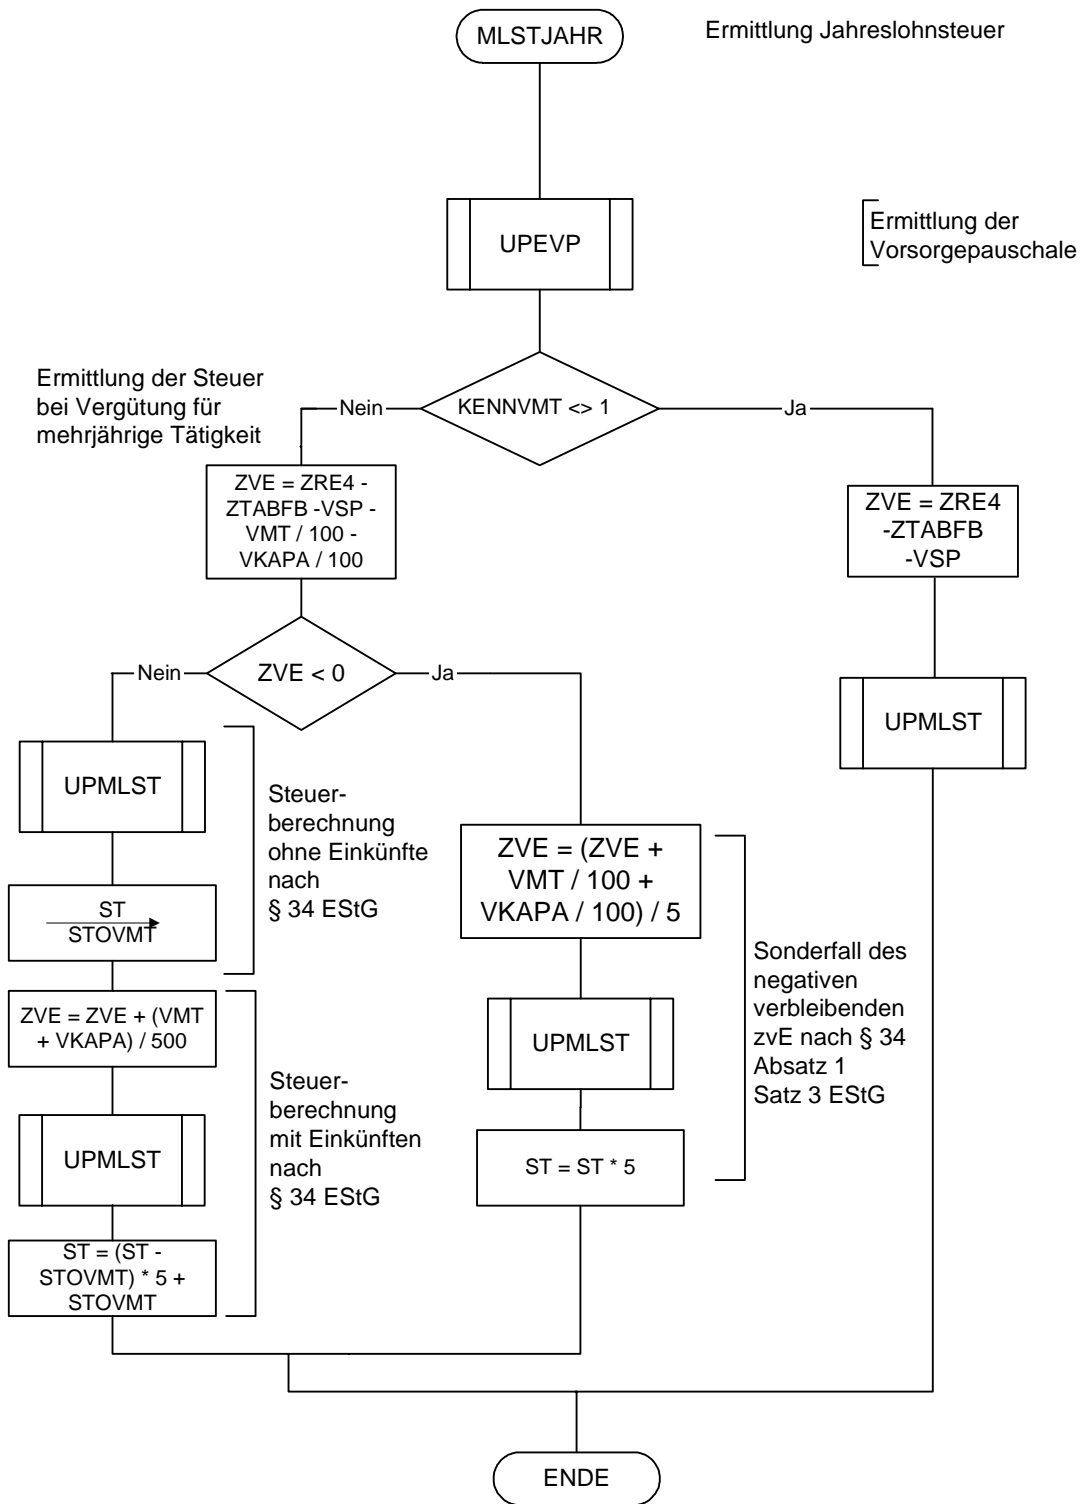 MLSTJAHR
Ermittlung Jahreslohnsteuer
UPEVP
Ermittlung der
Vorsorgepauschale
Ermittlung der Steuer
bei Vergütung für
mehrjährige Tätigkeit
Nein
KENNVMT <> 1
Ja
ZVE = ZRE4 -
ZTABFB -VSP -
VMT / 100 -
VKAPA / 100
ZVE = ZRE4
-ZTABFB
-VSP
Nein
ZVE < 0
Ja
UPMLST
UPMLST
Steuer-
berechnung
ohne Einkünfte
nach
§ 34 EStG
ST
STOVMT
ZVE = (ZVE +
VMT / 100 +
VKAPA / 100) / 5
Sonderfall des
negativen
verbleibenden
zvE nach § 34
Absatz 1
Satz 3 EStG
ZVE = ZVE + (VMT
+ VKAPA) / 500
UPMLST
Steuer-
berechnung
mit Einkünften
nach
§ 34 EStG
UPMLST
ST = ST * 5
ST = (ST -
STOVMT) * 5 +
STOVMT
ENDE